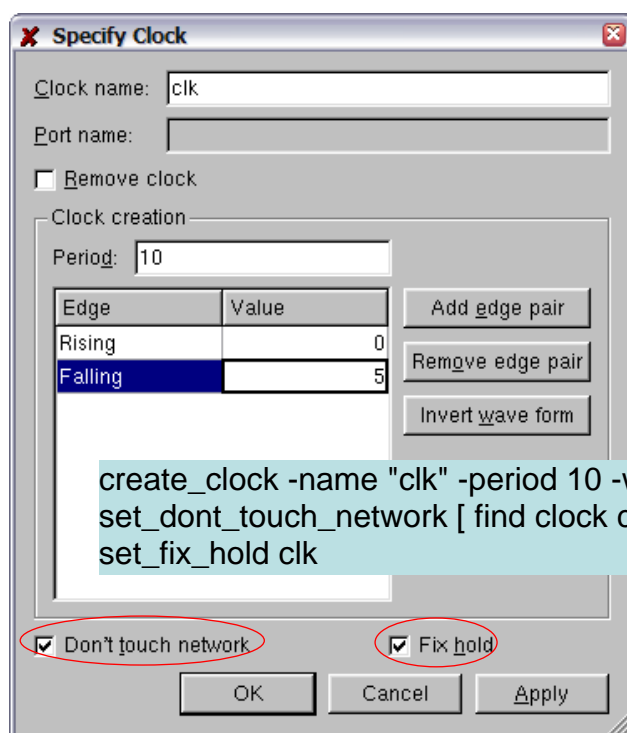 Specify Clock
Clock name: clk
Port name:
Remove clock
Clock creation
Period: 10
Edge Value
Rising 0
Falling 5
Add edge pair
Remove edge pair
Invert wave form
create_clock -name "clk" -period 10
set_dont_touch_network [ find clock
set_fix_hold clk
Don't touch network
Fix hold
OK Cancel Apply